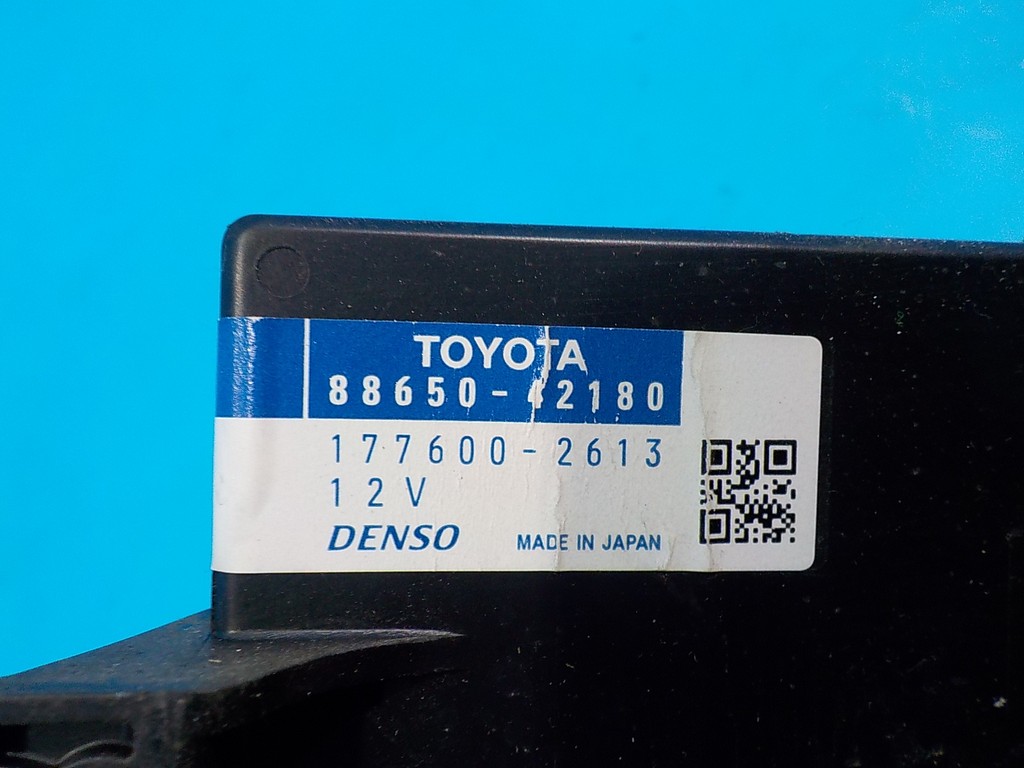 TOYOTA
88650-42180
177600-2613
12V
DENSO
MADE IN JAPAN